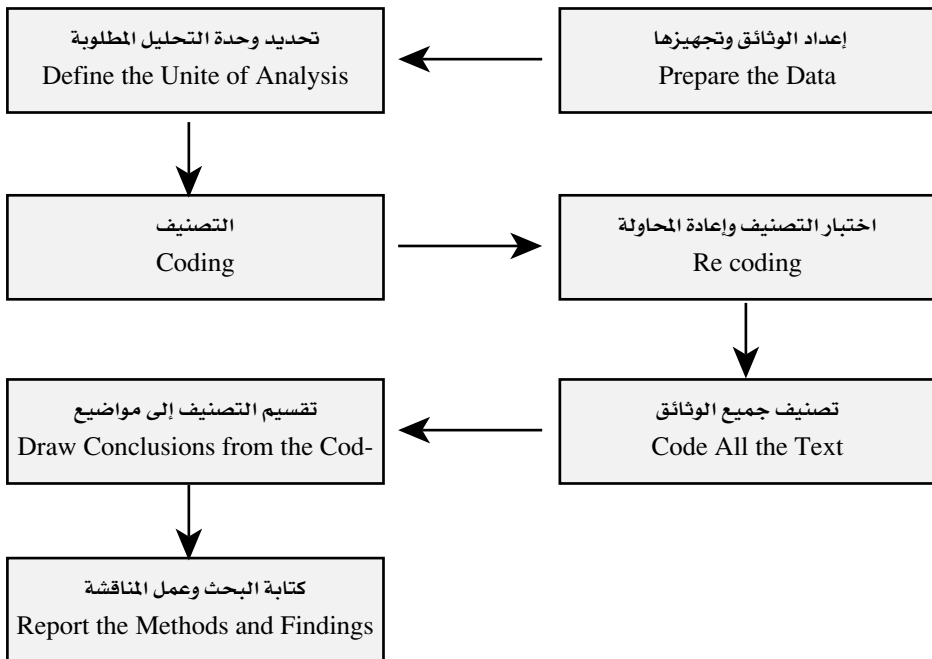 إعداد الوثائق وتجهيزها
Prepare the Data
تحديد وحدة التحليل المطلوبة
Define the Unite of Analysis
التصنيف
Coding
اختبار التصنيف وإعادة المحاولة
Re coding
تصنيف جميع الوثائق
Code All the Text
تقسيم التصنيف إلى مواضيع
Draw Conclusions from the Cod-
كتابة البحث وعمل المناقشة
Report the Methods and Findings